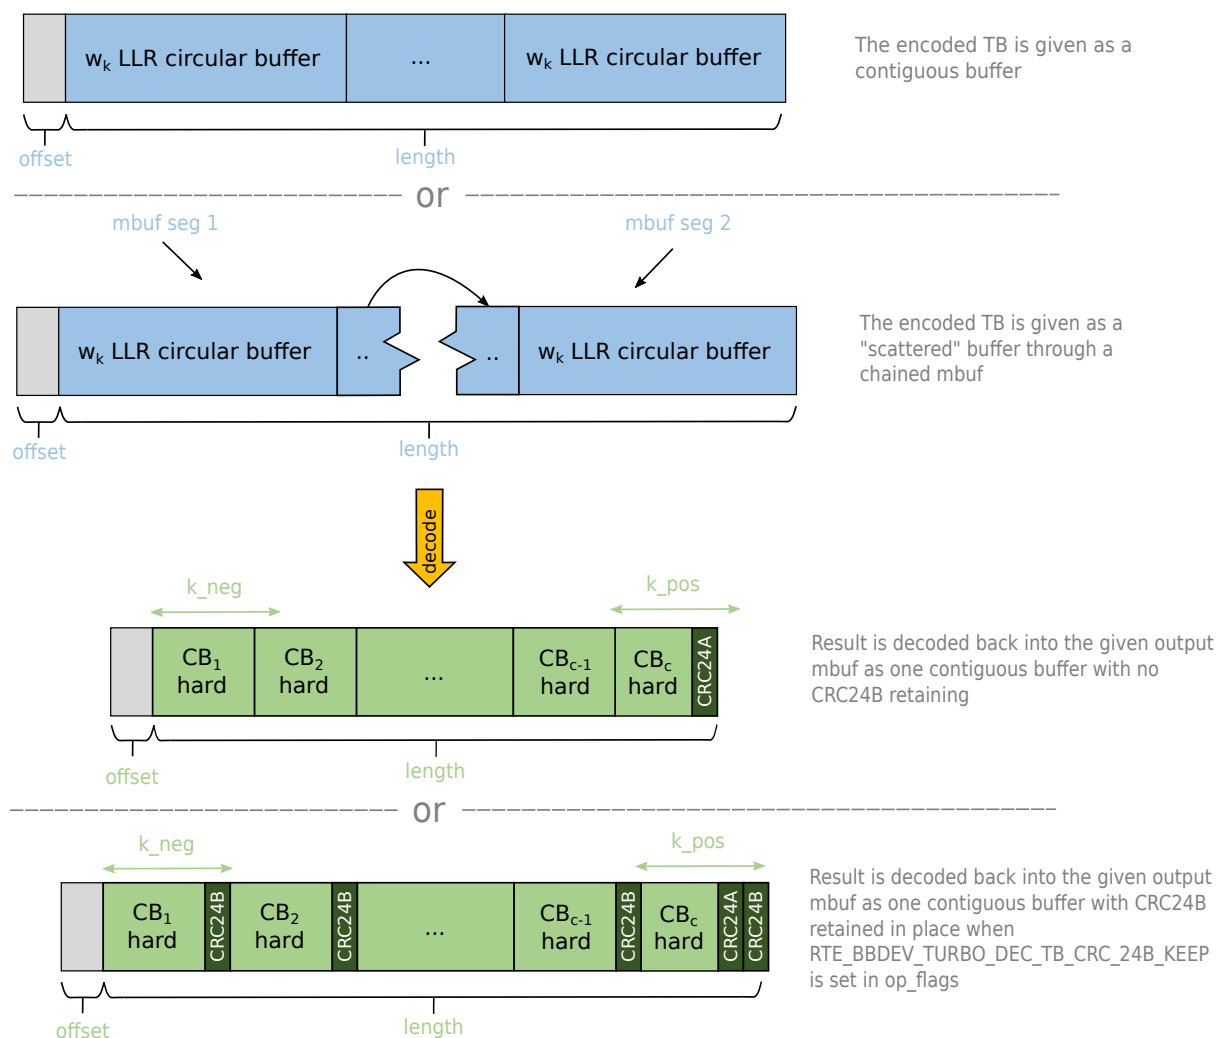 wk LLR circular buffer ... wk LLR circular buffer
The encoded TB is given as a
contiguous buffer
offset length
or
mbuf seg 1 mbuf seg 2
wk LLR circular buffer .. .. wk LLR circular buffer
The encoded TB is given as a
"scattered" buffer through a
chained mbuf
offset length
decode
k_neg k_pos
CB1 hard
CB2 hard
...
CBc-1 hard
CBc hard
CRC24A
Result is decoded back into the given output
mbuf as one contiguous buffer with no
CRC24B retaining
offset length
or
k_neg k_pos
CB1 hard
CRC24B
CB2 hard
CRC24B
...
CBc-1 hard
CRC24B
CBc hard
CRC24A
CRC24B
Result is decoded back into the given output
mbuf as one contiguous buffer with CRC24B
retained in place when
RTE_BBDEV_TURBO_DEC_TB_CRC_24B_KEEP
is set in op_flags
offset length